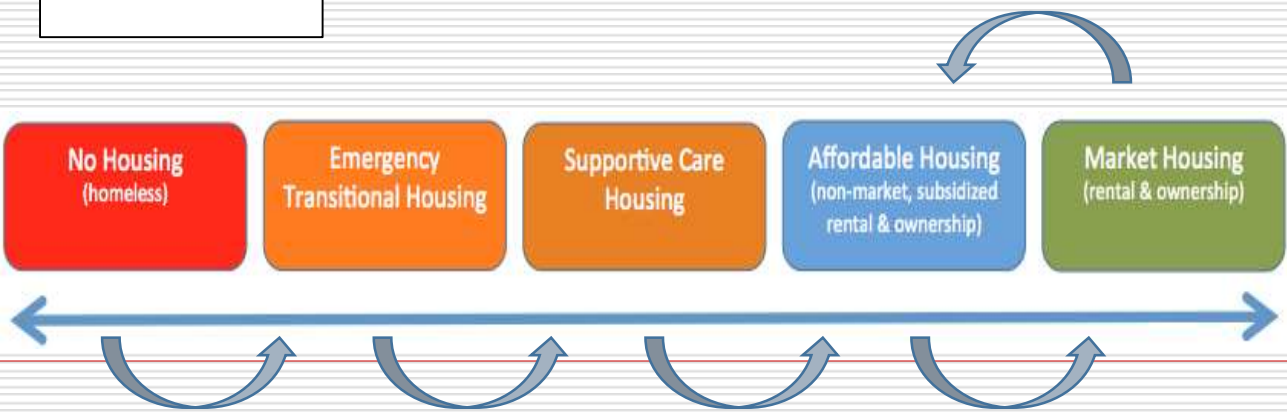 No Housing
(homeless)
Emergency
Transitional Housing
Supportive Care
Housing
Affordable Housing
(non-market, subsidized
rental & ownership)
Market Housing
(rental & ownership)